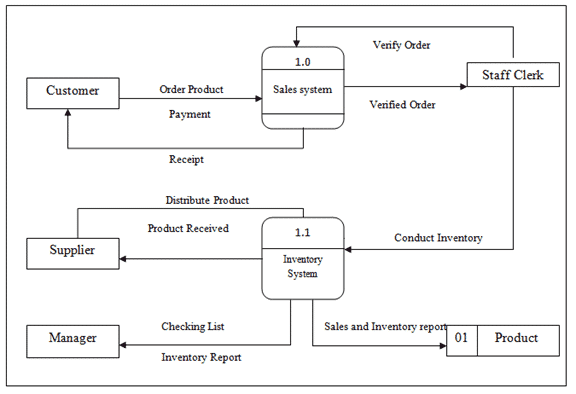 Verify Order
1.0
Staff Clerk
Customer
Order Product
Sales system
Payment
Verified Order
Receipt
Distribute Product
Product Received
1.1
Conduct Inventory
Supplier
Inventory
System
Checking List
Sales and Inventory report
Manager
01
Product
Inventory Report